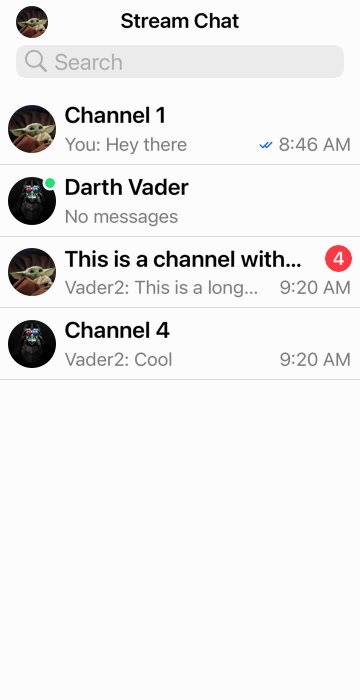 Stream Chat
Search
Channel 1
You: Hey there 8:46 AM
Darth Vader
No messages
This is a channel with... 4
Vader2: This is a long... 9:20 AM
Channel 4
Vader2: Cool 9:20 AM